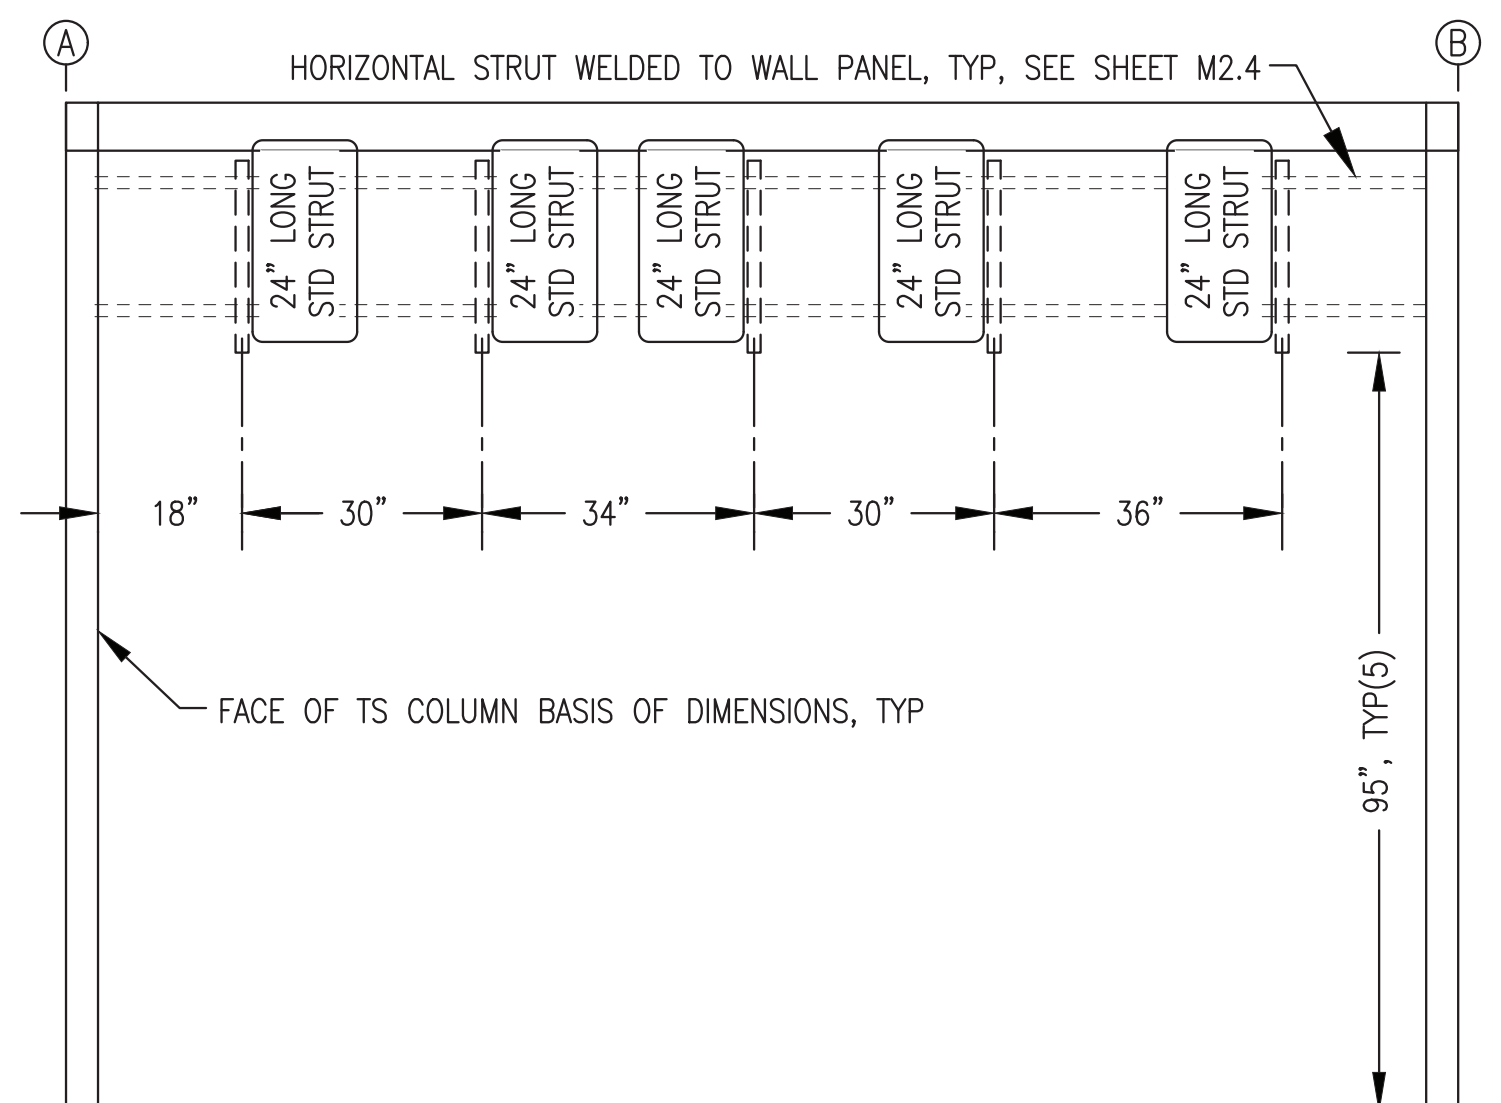 A
B
HORIZONTAL STRUT WELDED TO WALL PANEL, TYP, SEE SHEET M2.4
24” LONG
STD STRUT
24” LONG
STD STRUT
24” LONG
STD STRUT
24” LONG
STD STRUT
24” LONG
STD STRUT
18”
30”
34”
30”
36”
FACE OF TS COLUMN BASIS OF DIMENSIONS, TYP
95”, TYP(5)